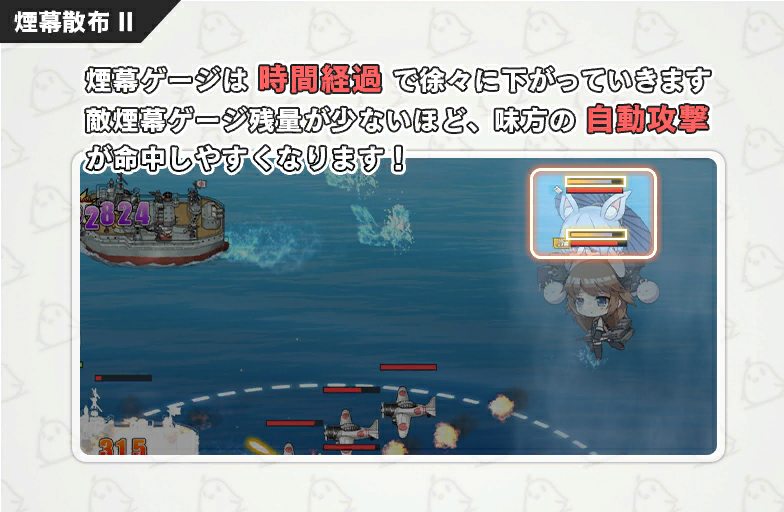 煙幕散布 II
煙幕ゲージは 時間経過 で徐々に下がっていきます
敵煙幕ゲージ残量が少ないほど、味方の 自動攻撃
が命中しやすくなります！
2824
315